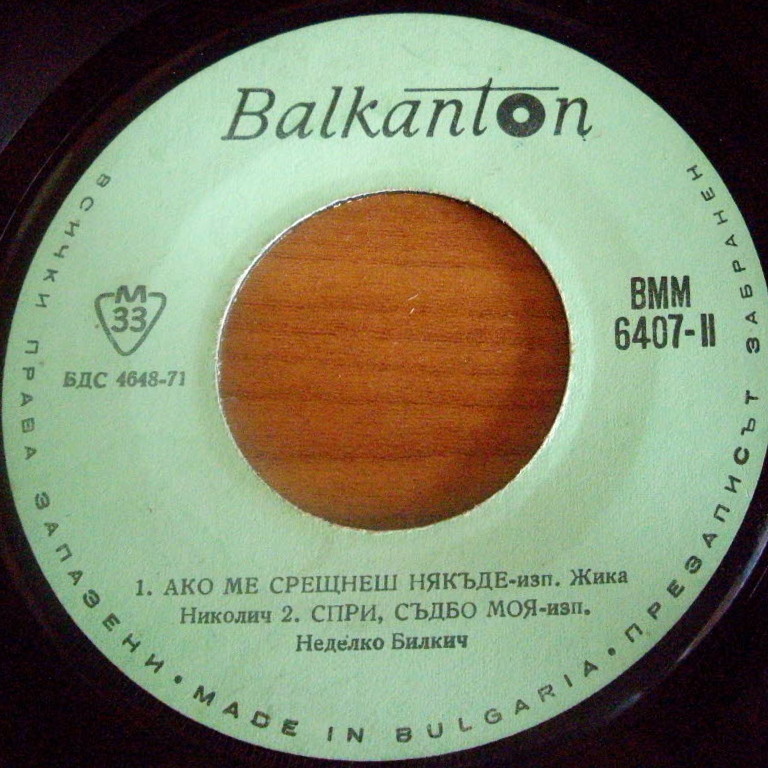 Balkanton
M
33
БДС 4648-71
ВММ
6407-II
1. АКО МЕ СРЕЩНЕШ НЯКЪДЕ-изп. Жика
Николич 2. СПРИ, СЪДБО МОЯ-изп.
Неделко Билкич
ВСИЧКИ ПРАВА ЗАПАЗЕНИ • MADE IN BULGARIA • ПРЕЗАПИСЪТ ЗАБРАНЕН